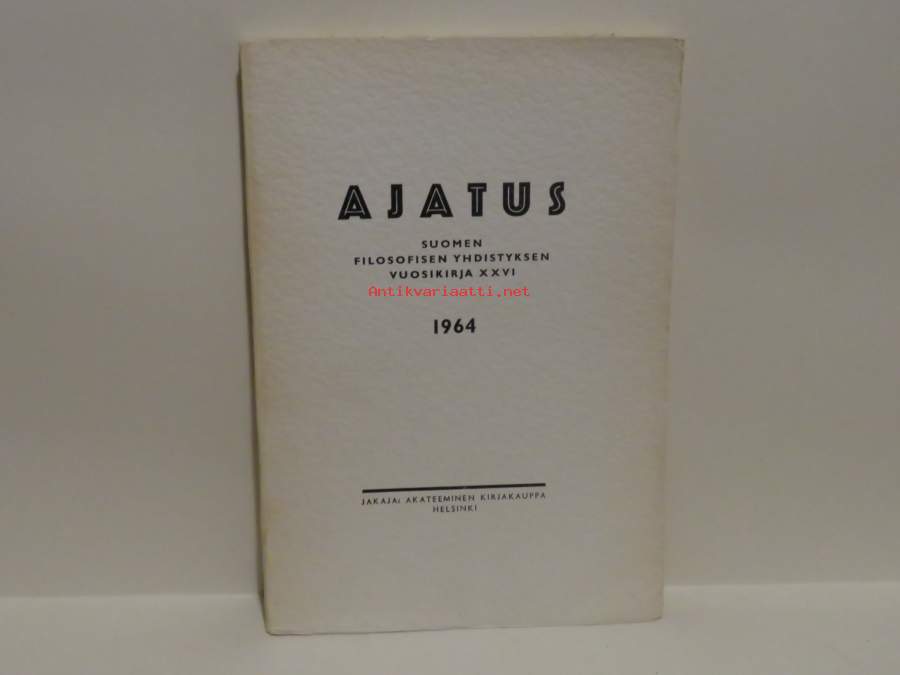 AJATUS
SUOMEN
FILOSOFISEN YHDISTYKSEN
VUOSIKIRJA XXVI
Antikvariaatti.net
1964
JAKAJA: AKATEEMINEN KIRJAKAUPPA
HELSINKI